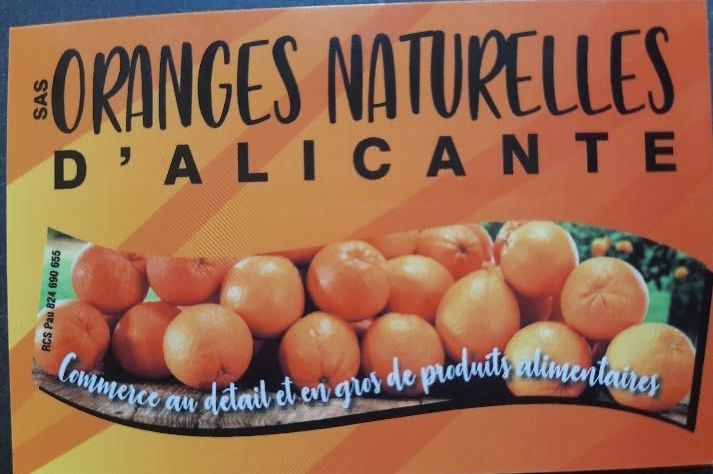 SAS
ORANGES NATURELLES
D'ALICANTE
RCS Pau 824 690 655
Commerce au détail et en gros de produits alimentaires